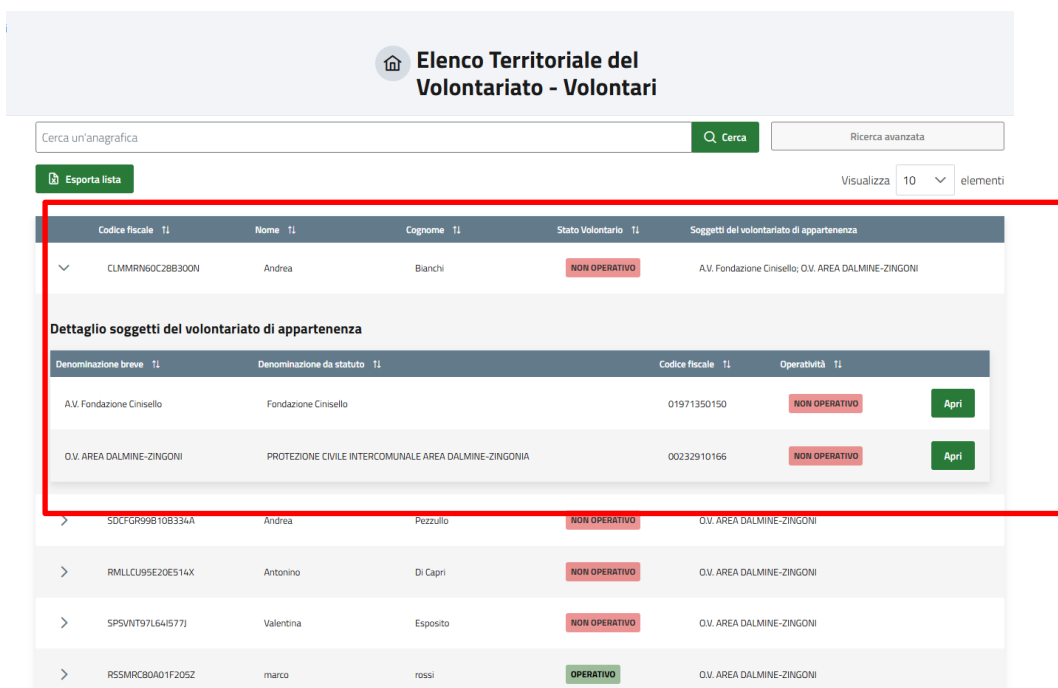 Elenco Territoriale del
Volontariato - Volontari
Cerca un'anagrafica
Cerca
Ricerca avanzata
Esporta lista
Visualizza 10 elementi
Codice fiscale Nome Cognome Stato Volontario Soggetti del volontariato di appartenenza
CLMMRN60C28B300N Andrea Bianchi NON OPERATIVO A.V. Fondazione Cinisello; O.V. AREA DALMINE-ZINGONI
Dettaglio soggetti del volontariato di appartenenza
Denominazione breve Denominazione da statuto Codice fiscale Operatività
A.V. Fondazione Cinisello Fondazione Cinisello 01971350150 NON OPERATIVO Apri
O.V. AREA DALMINE-ZINGONI PROTEZIONE CIVILE INTERCOMUNALE AREA DALMINE-ZINGONIA 00232910166 NON OPERATIVO Apri
SDCFGR99B10B334A Andrea Pezzullo NON OPERATIVO O.V. AREA DALMINE-ZINGONI
RMLLCU95E20E514X Antonino Di Capri NON OPERATIVO O.V. AREA DALMINE-ZINGONI
SPSVNT97L64I577J Valentina Esposito NON OPERATIVO O.V. AREA DALMINE-ZINGONI
RSSMRC80A01F205Z marco rossi OPERATIVO O.V. AREA DALMINE-ZINGONI